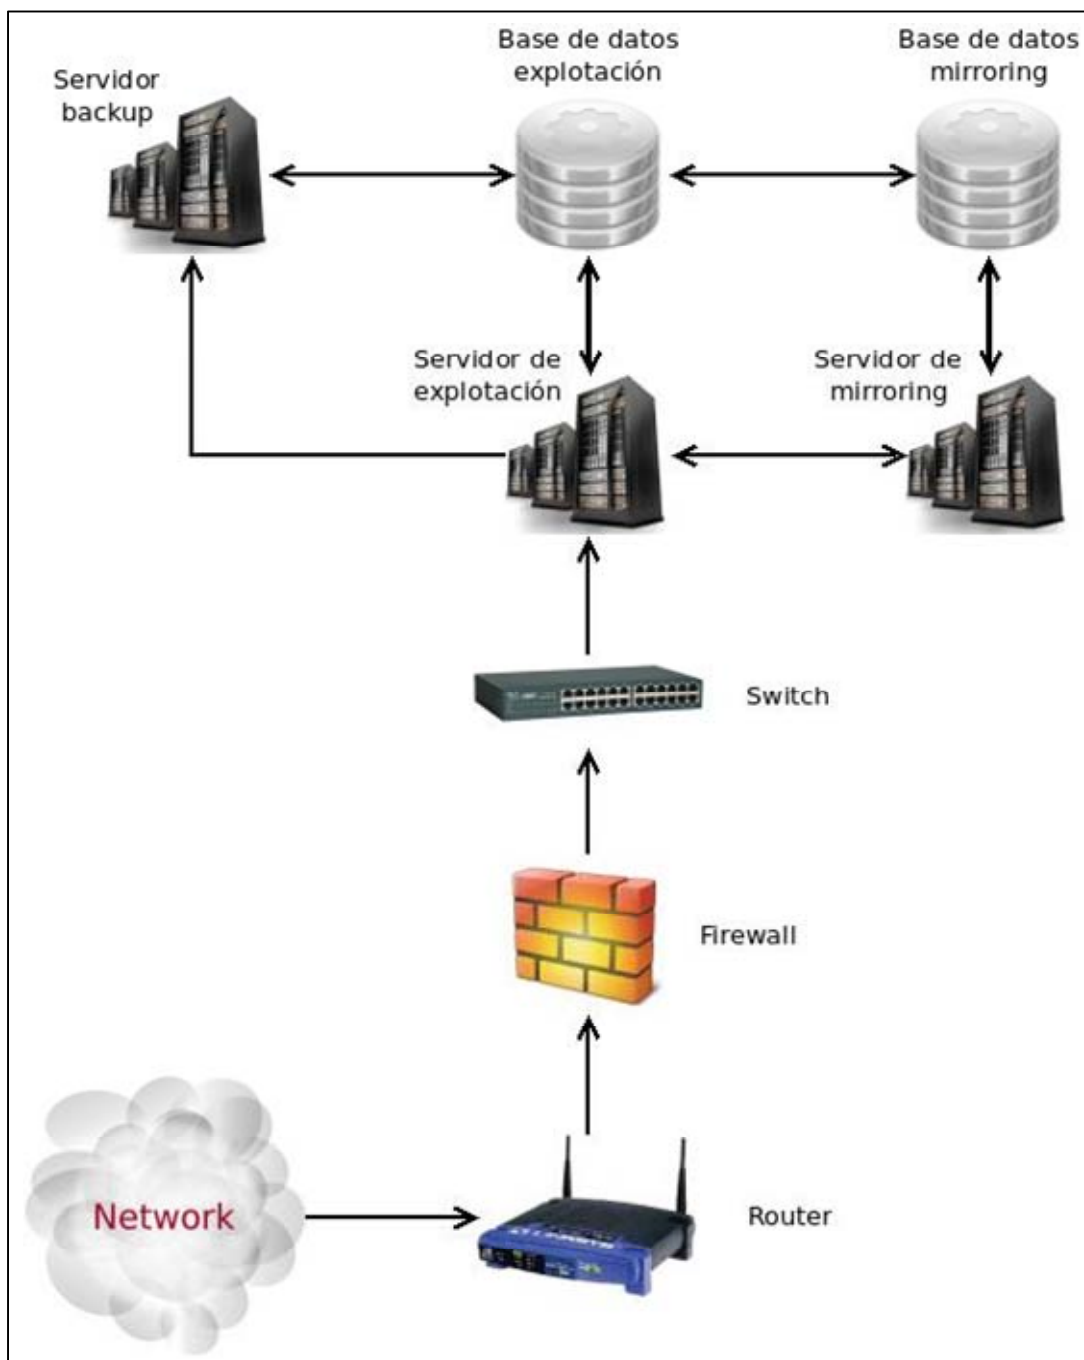 Base de datos
explotación
Base de datos
mirroring
Servidor
backup
Servidor de
explotación
Servidor de
mirroring
Switch
Firewall
Network
Router